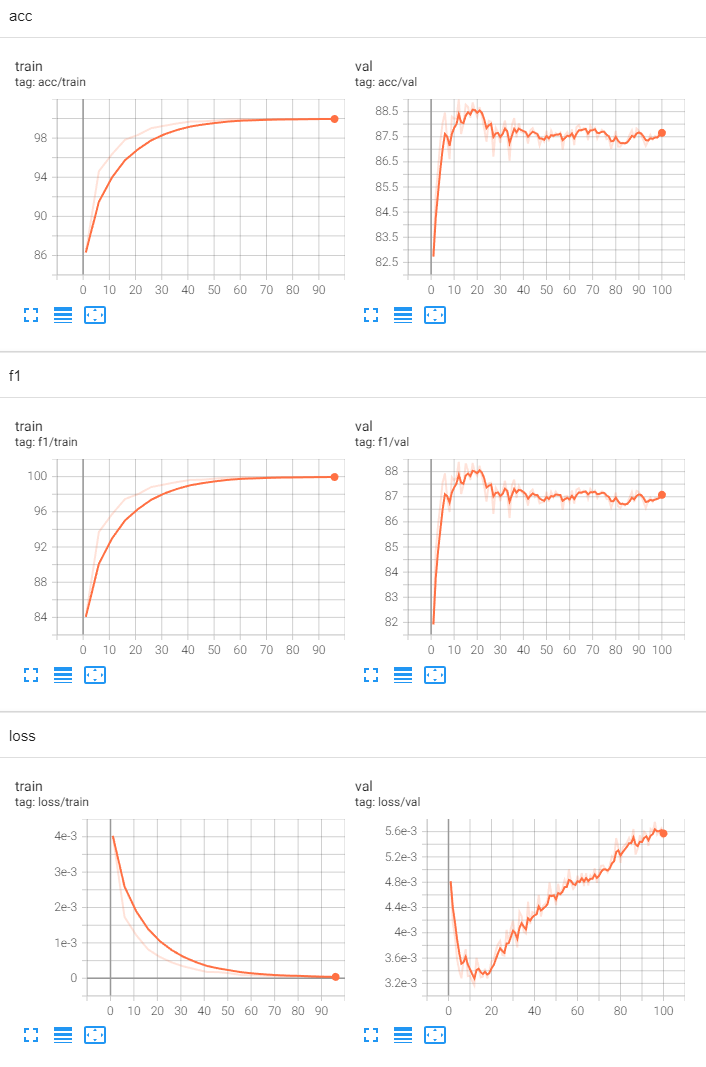 acc
train
tag: acc/train
98
94
90
86
0 10 20 30 40 50 60 70 80 90
val
tag: acc/val
88.5
87.5
86.5
85.5
84.5
83.5
82.5
0 10 20 30 40 50 60 70 80 90 100
f1
train
tag: f1/train
100
96
92
88
84
0 10 20 30 40 50 60 70 80 90
val
tag: f1/val
88
87
86
85
84
83
82
0 10 20 30 40 50 60 70 80 90 100
loss
train
tag: loss/train
4e-3
3e-3
2e-3
1e-3
0
0 10 20 30 40 50 60 70 80 90
val
tag: loss/val
5.6e-3
5.2e-3
4.8e-3
4.4e-3
4e-3
3.6e-3
3.2e-3
0 20 40 60 80 100